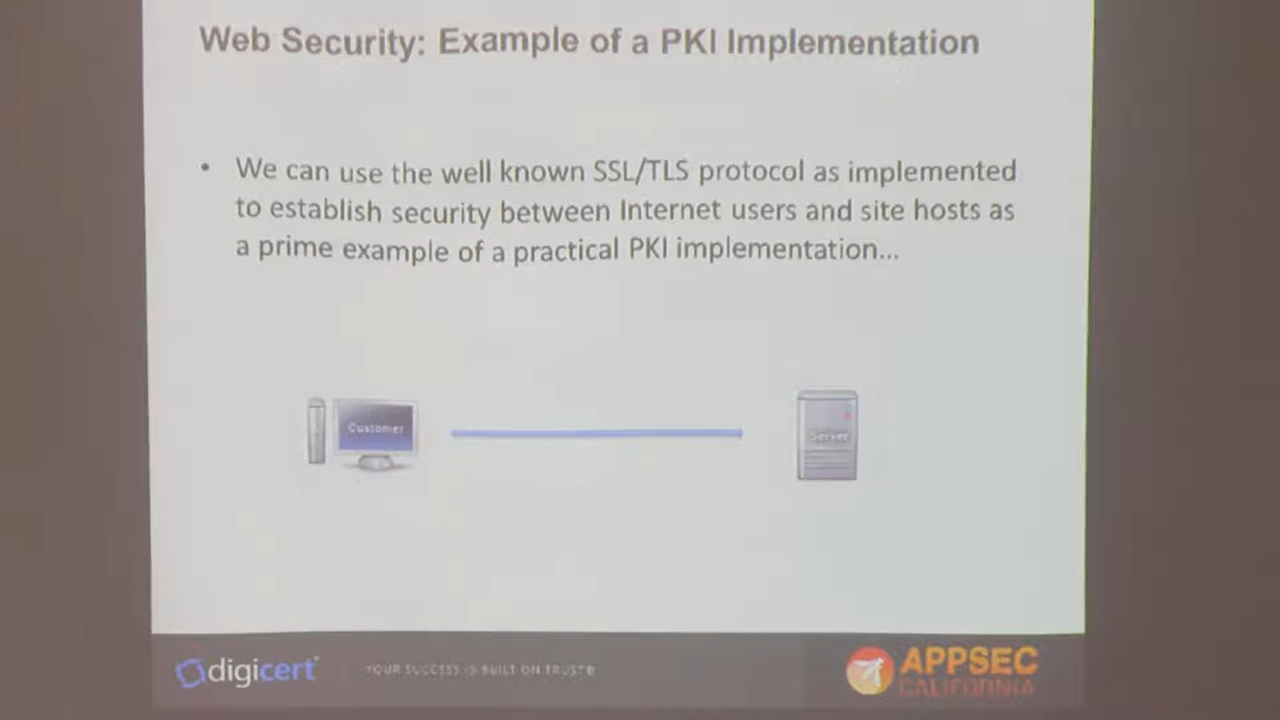 Web Security: Example of a PKI Implementation
• We can use the well known SSL/TLS protocol as implemented
to establish security between Internet users and site hosts as
a prime example of a practical PKI implementation...
Customer
Server
digicert
YOUR SUCCESS IS BUILT ON TRUST®
APPSEC
CALIFORNIA